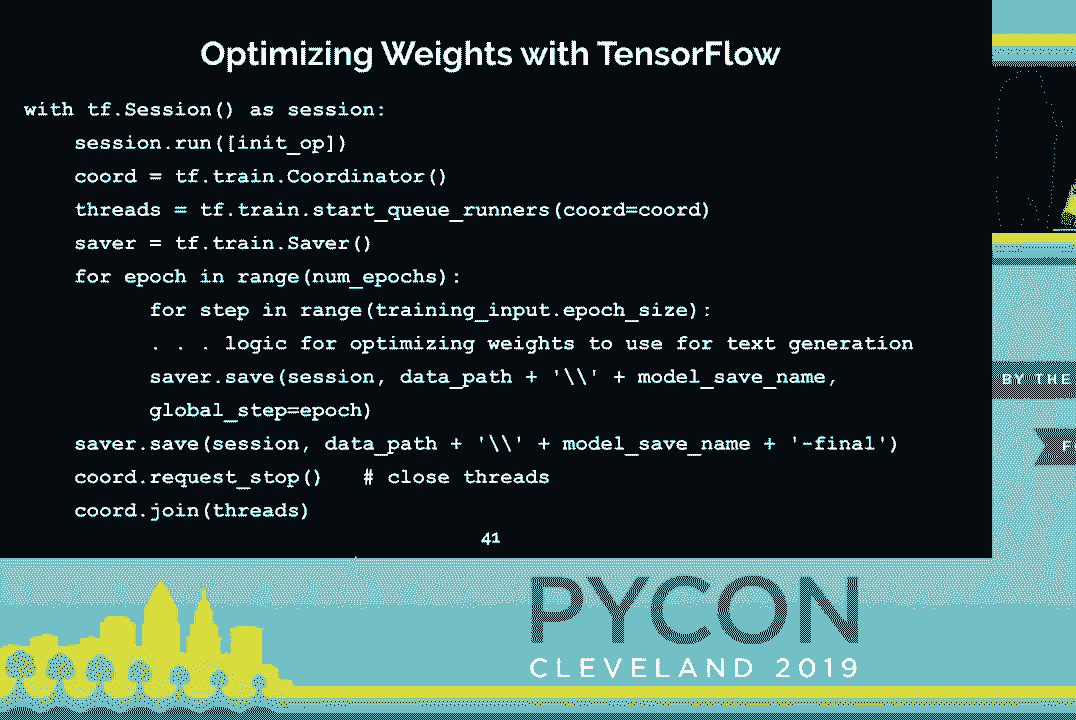 Optimizing Weights with TensorFlow
with tf.Session() as session:
session.run([init_op])
coord = tf.train.Coordinator()
threads = tf.train.start_queue_runners(coord=coord)
saver = tf.train.Saver()
for epoch in range(num_epochs):
for step in range(training_input.epoch_size):
. . . logic for optimizing weights to use for text generation
saver.save(session, data_path + '\\' + model_save_name,
global_step=epoch)
saver.save(session, data_path + '\\' + model_save_name + '-final')
coord.request_stop()   # close threads
coord.join(threads)
41
BY THE
PYCON
CLEVELAND 2019